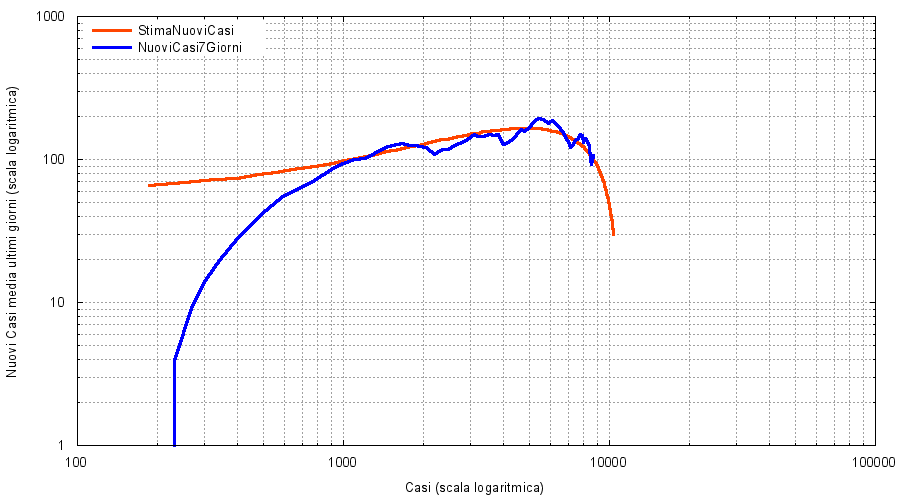 1000
StimaNuoviCasi
NuoviCasi7Giorni
100
10
1
100
1000
10000
100000
Nuovi Casi media ultimi giorni (scala logaritmica)
Casi (scala logaritmica)